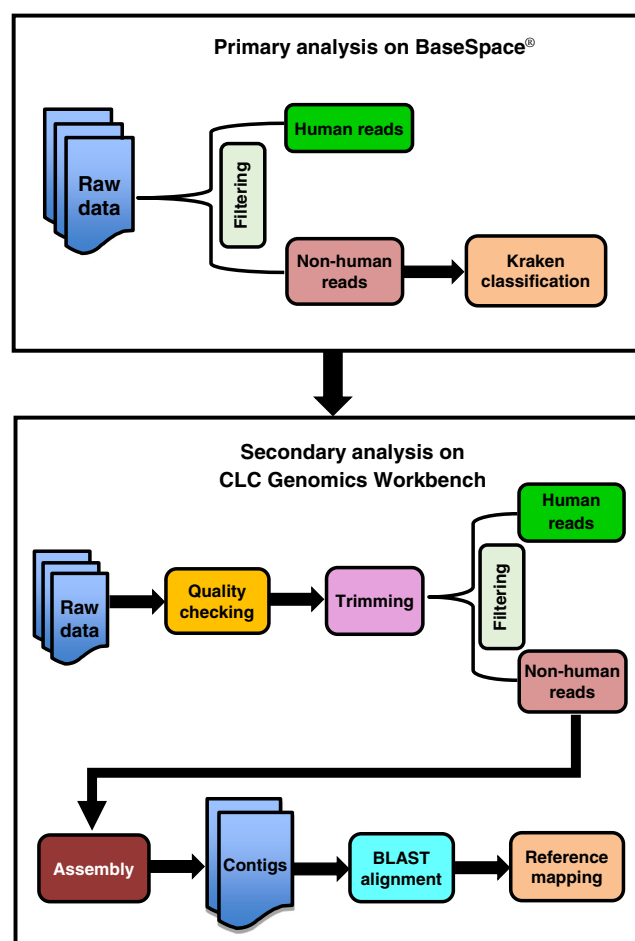 Primary analysis on BaseSpace®
Human reads
Raw
data
Filtering
Non-human
reads
Kraken
classification
Secondary analysis on
CLC Genomics Workbench
Human
reads
Raw
data
Quality
checking
Trimming
Filtering
Non-human
reads
Assembly
Contigs
BLAST
alignment
Reference
mapping